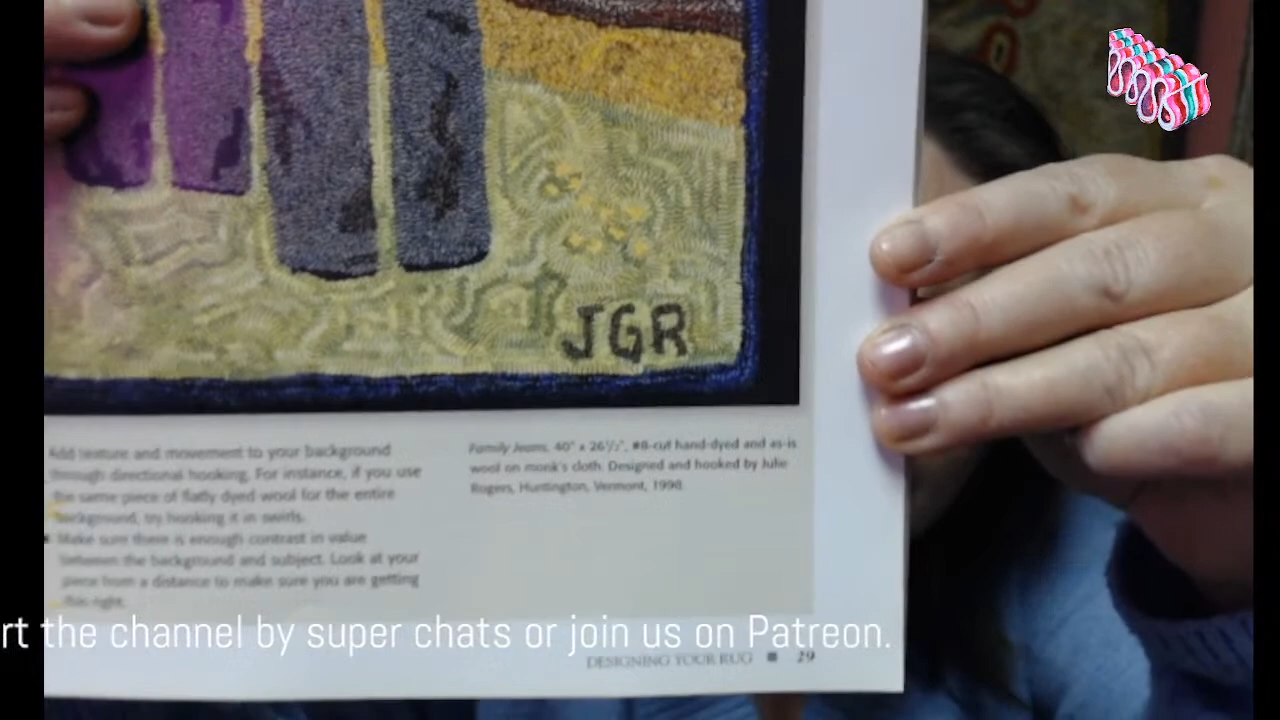 JGR
Add texture and movement to your background
through directional hooking. For instance, if you use
the same piece of flatly dyed wool for the entire
background, try hooking it in swirls.
Make sure there is enough contrast in value
between the background and subject. Look at your
piece from a distance to make sure you are getting
this right.
Family Jeans, 40" x 26½", #8-cut hand-dyed and as-is
wool on monk's cloth. Designed and hooked by Julie
Rogers, Huntington, Vermont, 1998.
rt the channel by super chats or join us on Patreon.
DESIGNING YOUR RUG ■ 29